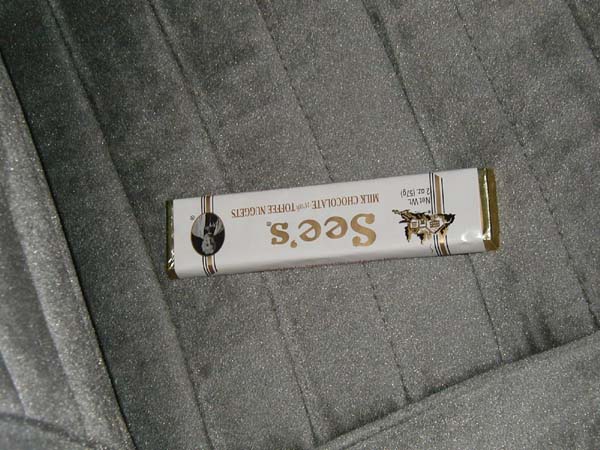 See's
MILK CHOCOLATE with TOFFEE NUGGETS
Net Wt.
2 oz. (57g)